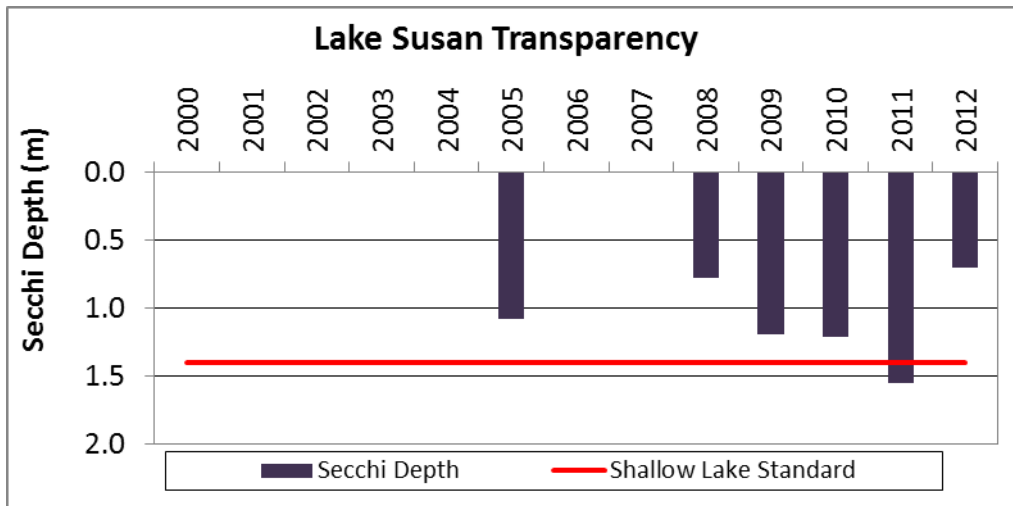 Lake Susan Transparency
2000 2001 2002 2003 2004 2005 2006 2007 2008 2009 2010 2011 2012
Secchi Depth (m)
0.0
0.5
1.0
1.5
2.0
Secchi Depth Shallow Lake Standard